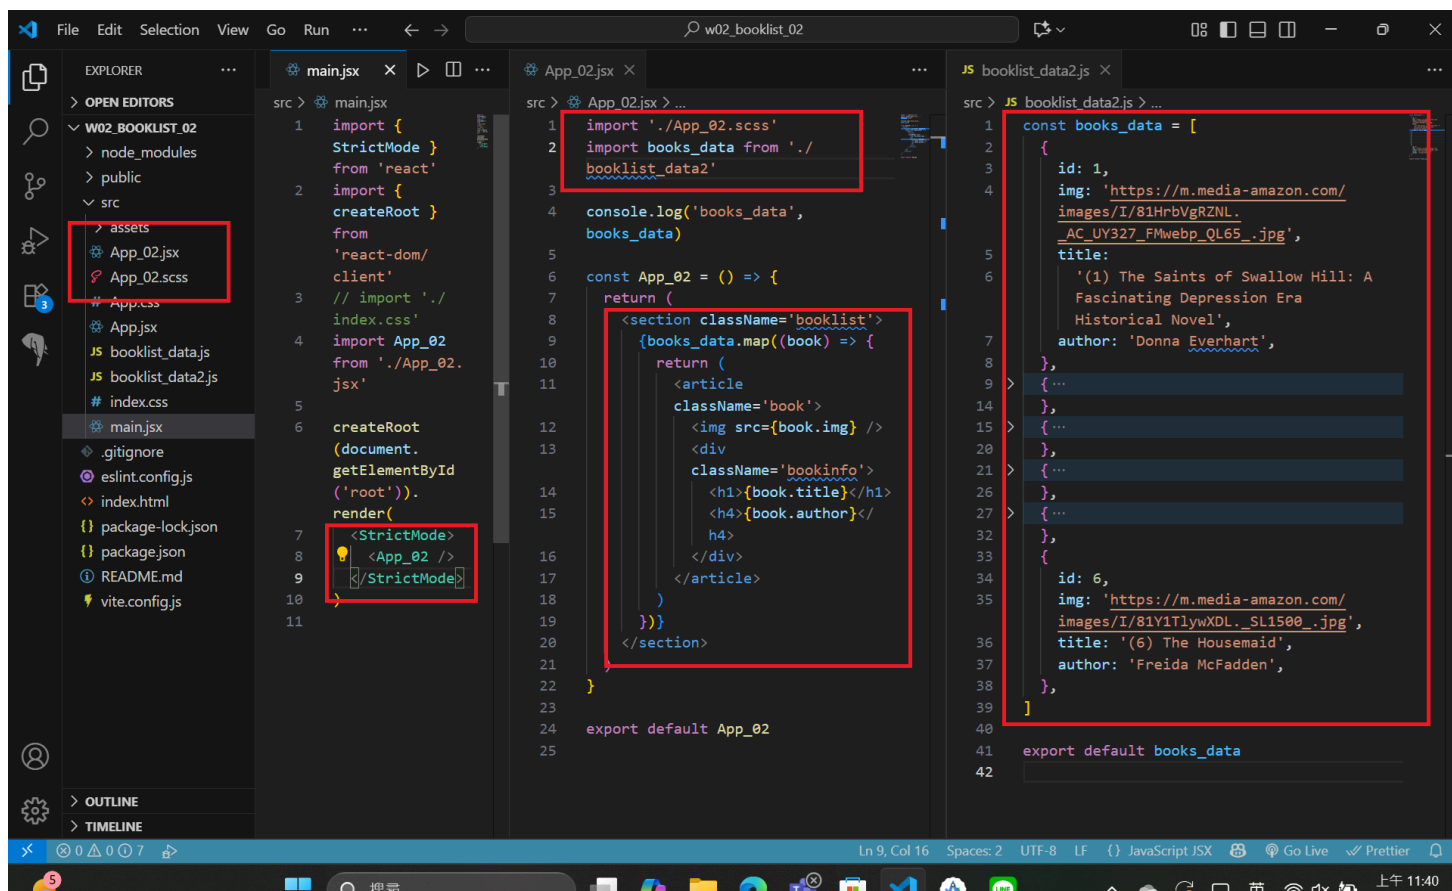 File Edit Selection View Go Run ··· w02_booklist_02
EXPLORER ···
OPEN EDITORS
W02_BOOKLIST_02
node_modules
public
src
assets
App_02.jsx
App_02.scss
# App.css
App.jsx
JS booklist_data.js
JS booklist_data2.js
# index.css
main.jsx
.gitignore
eslint.config.js
<> index.html
{} package-lock.json
{} package.json
README.md
vite.config.js
OUTLINE
TIMELINE
3
main.jsx
src > main.jsx
1 import {
StrictMode }
from 'react'
2 import {
createRoot }
from
'react-dom/
client'
3 // import './
index.css'
4 import App_02
from './App_02.
jsx'
5
6 createRoot
(document.
getElementById
('root')).
render(
7 <StrictMode>
8 <App_02 />
9 </StrictMode>
10 )
11
App_02.jsx
src > App_02.jsx > ...
1 import './App_02.scss'
2 import books_data from './
booklist_data2'
3
4 console.log('books_data',
books_data)
5
6 const App_02 = () => {
7 return (
8 <section className='booklist'>
9 {books_data.map((book) => {
10 return (
11 <article
className='book'>
12 <img src={book.img} />
13 <div
className='bookinfo'>
14 <h1>{book.title}</h1>
15 <h4>{book.author}</
h4>
16 </div>
17 </article>
18 )
19 })}
20 </section>
21 )
22 }
23
24 export default App_02
25
JS booklist_data2.js
src > JS booklist_data2.js > ...
1 const books_data = [
2 {
3 id: 1,
4 img: 'https://m.media-amazon.com/
images/I/81HrbVgRZNL.
_AC_UY327_FMwebp_QL65_.jpg',
5 title:
6 '(1) The Saints of Swallow Hill: A
Fascinating Depression Era
Historical Novel',
7 author: 'Donna Everhart',
8 },
9 {···
14 },
15 {···
20 },
21 {···
26 },
27 {···
32 },
33 {
34 id: 6,
35 img: 'https://m.media-amazon.com/
images/I/81Y1TlywXDL._SL1500_.jpg',
36 title: '(6) The Housemaid',
37 author: 'Freida McFadden',
38 },
39 ]
40
41 export default books_data
42
0 0 7 Ln 9, Col 16 Spaces: 2 UTF-8 LF {} JavaScript JSX Go Live Prettier
5 搜尋 LINE 英 上午 11:40